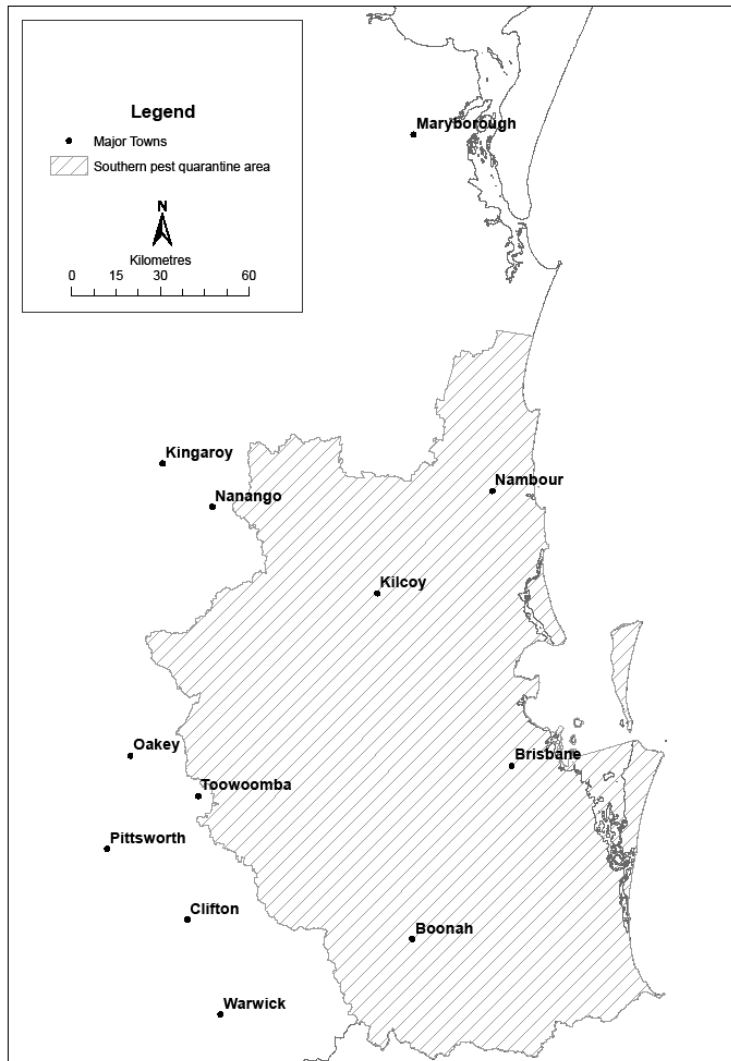 Legend
Major Towns
Southern pest quarantine area
N
Kilometres
0 15 30 60
Maryborough
Kingaroy
Nanango
Nambour
Kilcoy
Oakey
Brisbane
Toowoomba
Pittsworth
Clifton
Boonah
Warwick